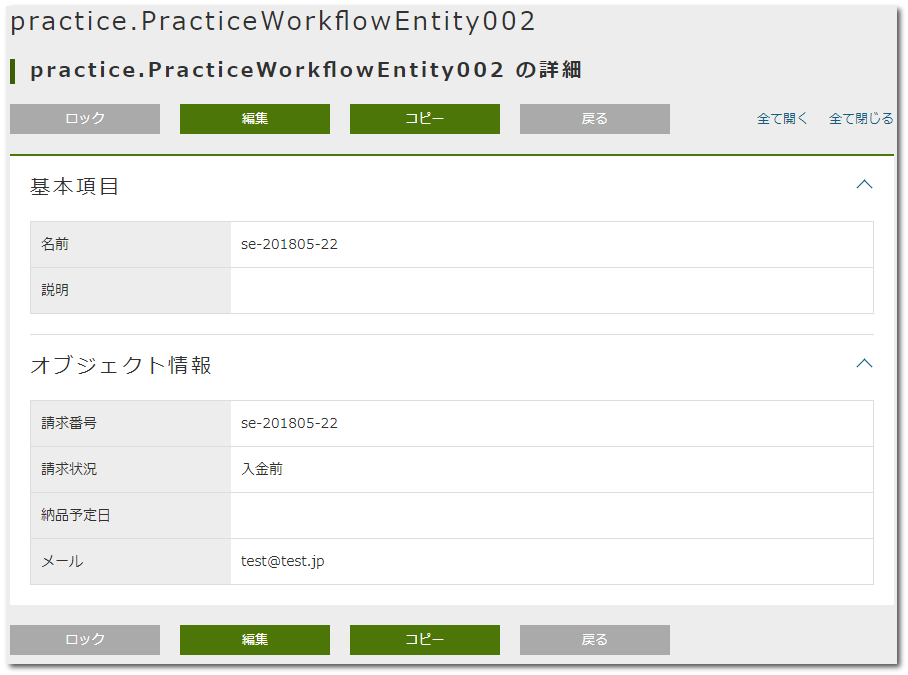 practice.PracticeWorkflowEntity002
practice.PracticeWorkflowEntity002 の詳細
ロック 編集 コピー 戻る 全て開く 全て閉じる
基本項目
名前 se-201805-22
説明
オブジェクト情報
請求番号 se-201805-22
請求状況 入金前
納品予定日
メール test@test.jp
ロック 編集 コピー 戻る